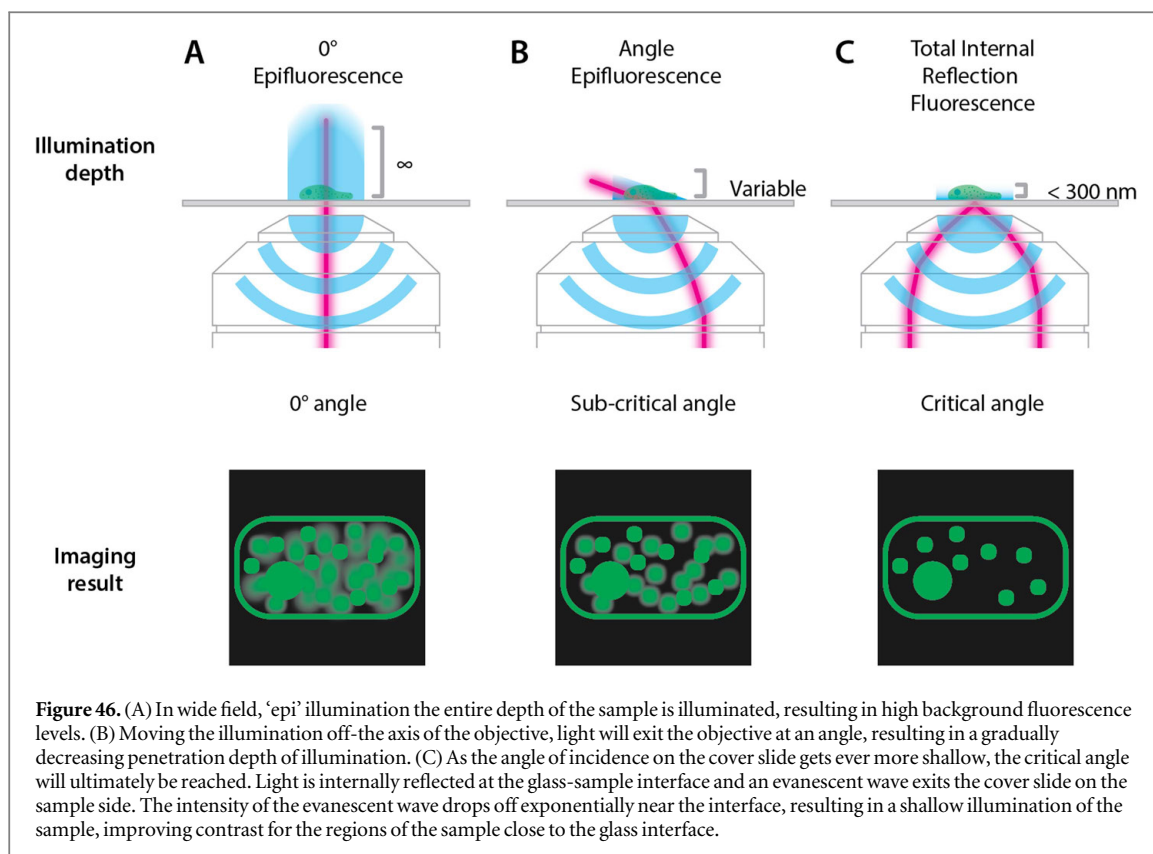 A
0°
Epifluorescence
B
Angle
Epifluorescence
C
Total Internal
Reflection
Fluorescence
Illumination
depth
∞
Variable
< 300 nm
0° angle
Sub-critical angle
Critical angle
Imaging
result
Figure 46. (A) In wide field, ‘epi’ illumination the entire depth of the sample is illuminated, resulting in high background fluorescence
levels. (B) Moving the illumination off-the axis of the objective, light will exit the objective at an angle, resulting in a gradually
decreasing penetration depth of illumination. (C) As the angle of incidence on the cover slide gets ever more shallow, the critical angle
will ultimately be reached. Light is internally reflected at the glass-sample interface and an evanescent wave exits the cover slide on the
sample side. The intensity of the evanescent wave drops off exponentially near the interface, resulting in a shallow illumination of the
sample, improving contrast for the regions of the sample close to the glass interface.